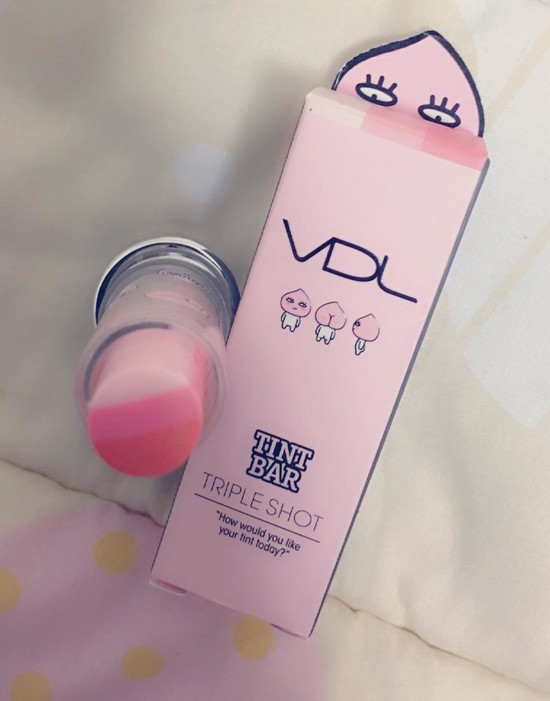 VDL
TINT
BAR
TRIPLE SHOT
"How would you like
your tint today?"